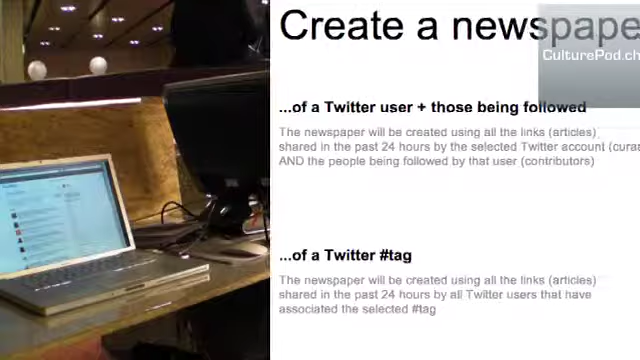 Create a newspape
CulturePod.ch
...of a Twitter user + those being followed
The newspaper will be created using all the links (articles)
shared in the past 24 hours by the selected Twitter account (cura
AND the people being followed by that user (contributors)
...of a Twitter #tag
The newspaper will be created using all the links (articles)
shared in the past 24 hours by all Twitter users that have
associated the selected #tag